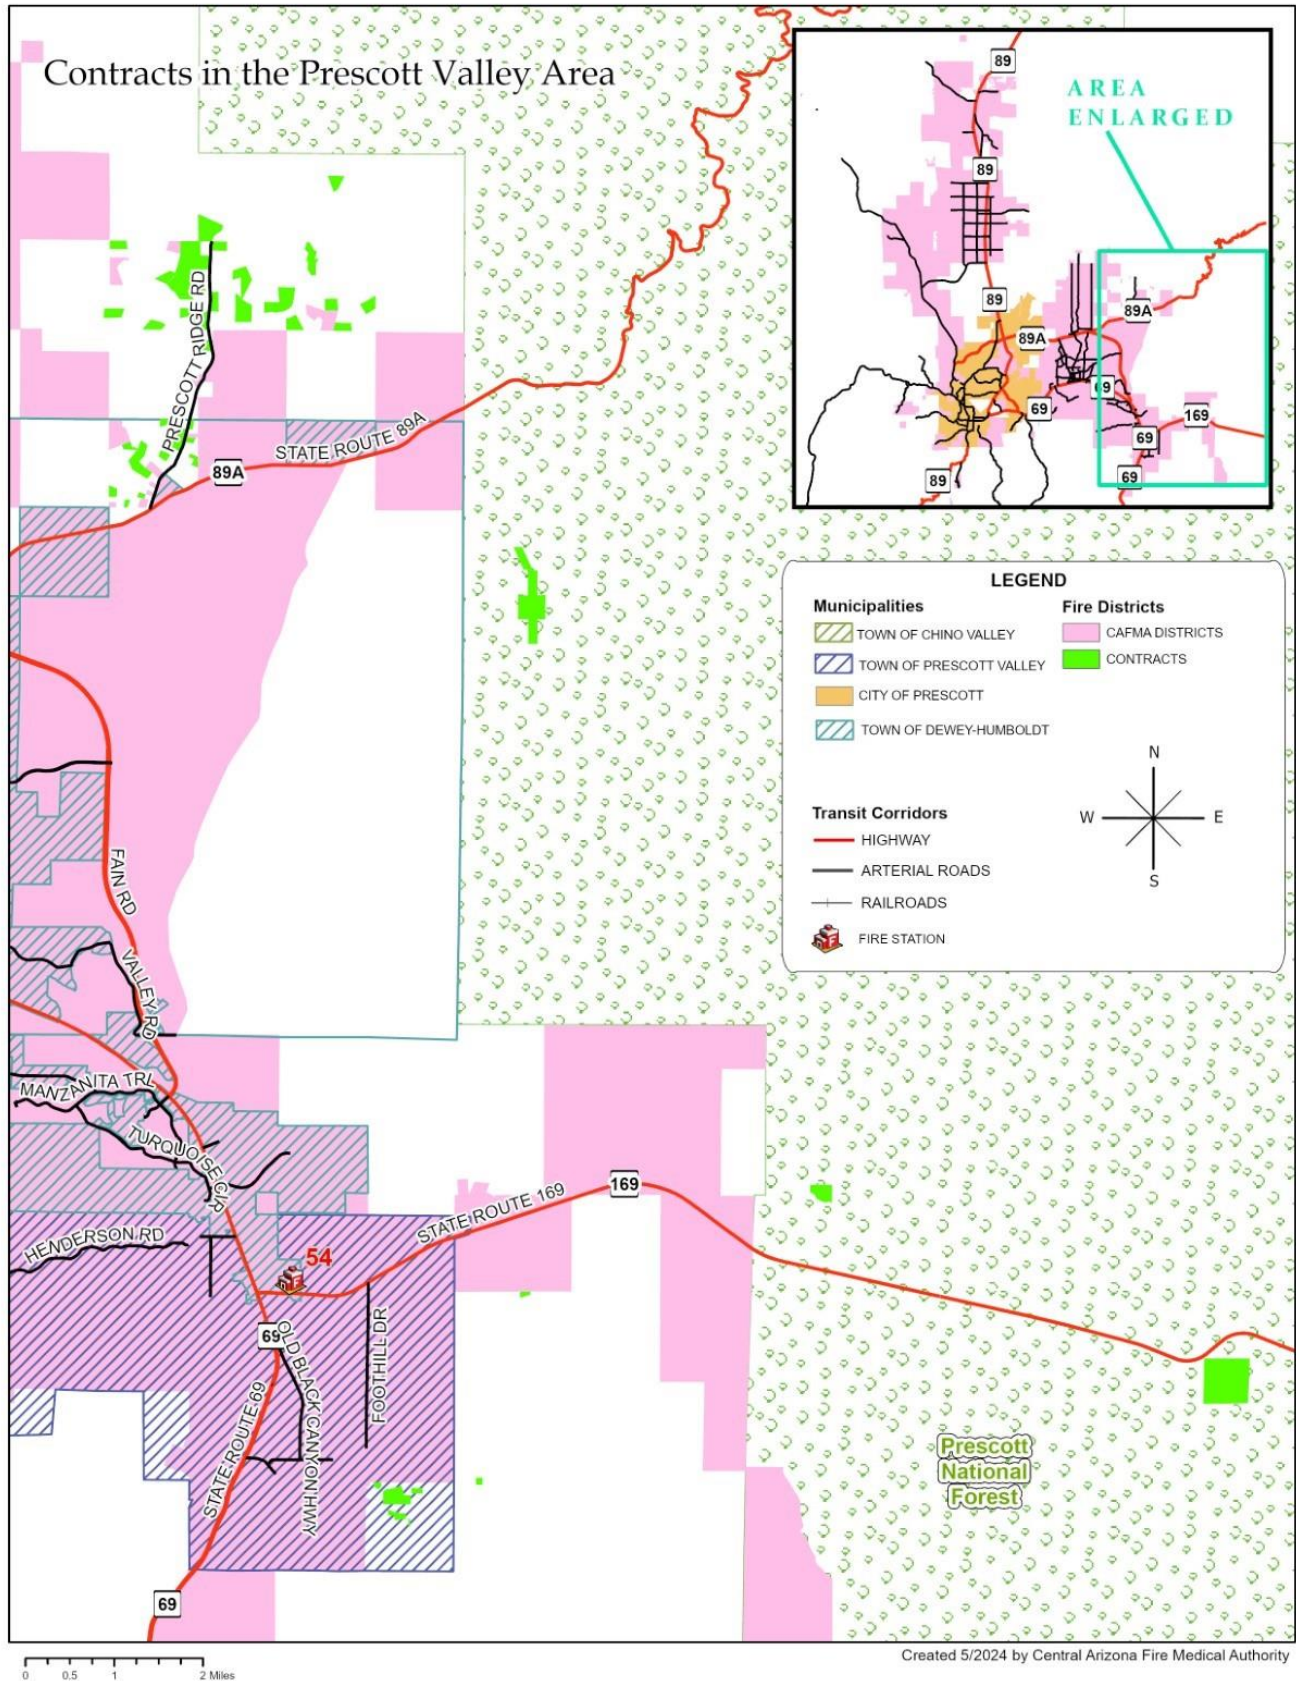 Contracts in the Prescott Valley Area
AREA
ENLARGED
89
89
89
89A
89A
69
69
169
69
69
89
PRESCOTT RIDGE RD
STATE ROUTE 89A
89A
LEGEND
Municipalities
TOWN OF CHINO VALLEY
TOWN OF PRESCOTT VALLEY
CITY OF PRESCOTT
TOWN OF DEWEY-HUMBOLDT
Fire Districts
CAFMA DISTRICTS
CONTRACTS
Transit Corridors
HIGHWAY
ARTERIAL ROADS
RAILROADS
FIRE STATION
N
W
E
S
FAIN RD
VALLEY RD
MANZANITA TRL
TURQUOISE CIR
HENDERSON RD
STATE ROUTE 169
169
54
69
OLD BLACK CANYON HWY
FOOTHILL DR
STATE ROUTE 69
69
Prescott
National
Forest
Created 5/2024 by Central Arizona Fire Medical Authority
0 0.5 1 2 Miles